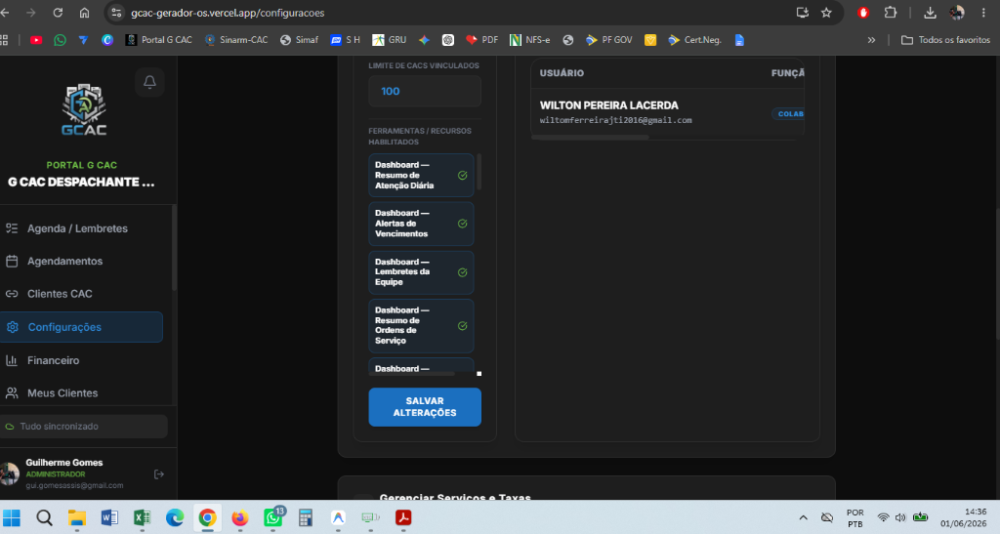 gcac-gerador-os.vercel.app/configuracoes
Portal G CAC
Sinarm-CAC
Simaf
S H
GRU
PDF
NFS-e
PF GOV
Cert.Neg.
»
Todos os favoritos
GCAC
PORTAL G CAC
G CAC DESPACHANTE ...
Agenda / Lembretes
Agendamentos
Clientes CAC
Configurações
Financeiro
Meus Clientes
Tudo sincronizado
Guilherme Gomes
ADMINISTRADOR
gui.gomesassis@gmail.com
LIMITE DE CACS VINCULADOS
100
FERRAMENTAS / RECURSOS
HABILITADOS
Dashboard —
Resumo de
Atenção Diária
Dashboard —
Alertas de
Vencimentos
Dashboard —
Lembretes da
Equipe
Dashboard —
Resumo de
Ordens de
Serviço
Dashboard —
SALVAR
ALTERAÇÕES
USUÁRIO
FUNÇÃ
WILTON PEREIRA LACERDA
wiltomferreirajti2016@gmail.com
COLAB
Gerenciar Serviços e Taxas
13
POR
PTB
14:36
01/06/2026